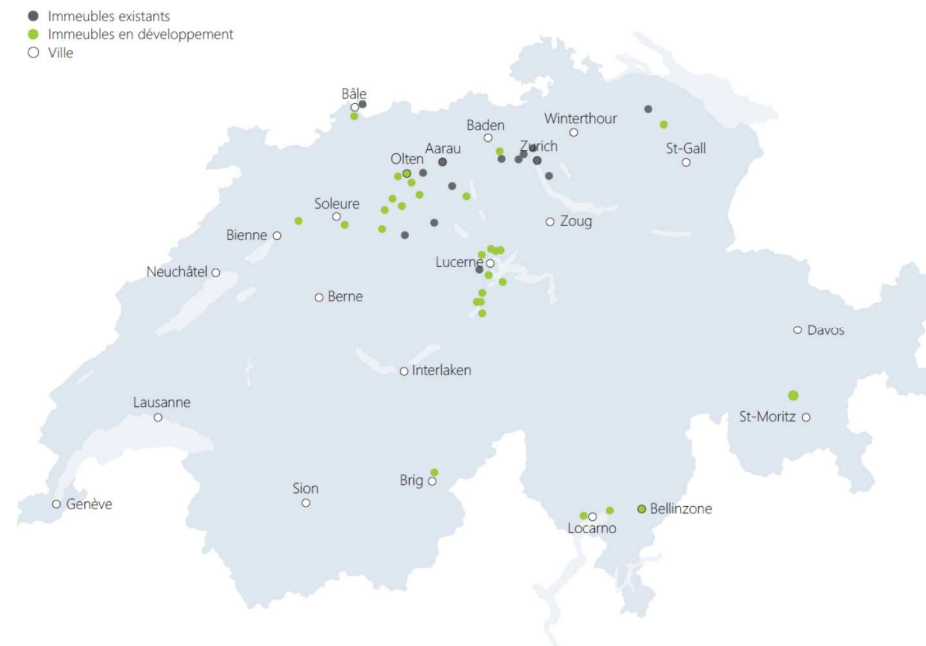 Immeubles existants
Immeubles en développement
Ville
Bâle
Baden
Winterthour
Aarau
Zurich
Olten
St-Gall
Soleure
Zoug
Bienne
Lucerne
Neuchâtel
Berne
Davos
Interlaken
Lausanne
St-Moritz
Brig
Sion
Genève
Bellinzone
Locarno